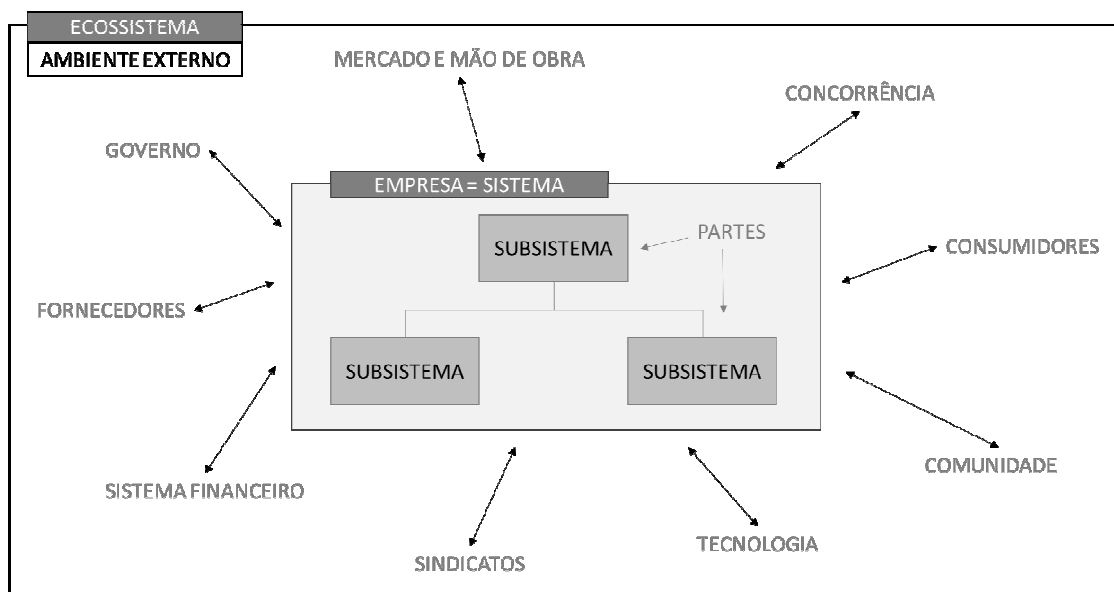 ECOSSISTEMA
AMBIENTE EXTERNO
MERCADO E MÃO DE OBRA
CONCORRÊNCIA
GOVERNO
EMPRESA = SISTEMA
SUBSISTEMA
PARTES
CONSUMIDORES
FORNECEDORES
SUBSISTEMA
SUBSISTEMA
COMUNIDADE
SISTEMA FINANCEIRO
TECNOLOGIA
SINDICATOS